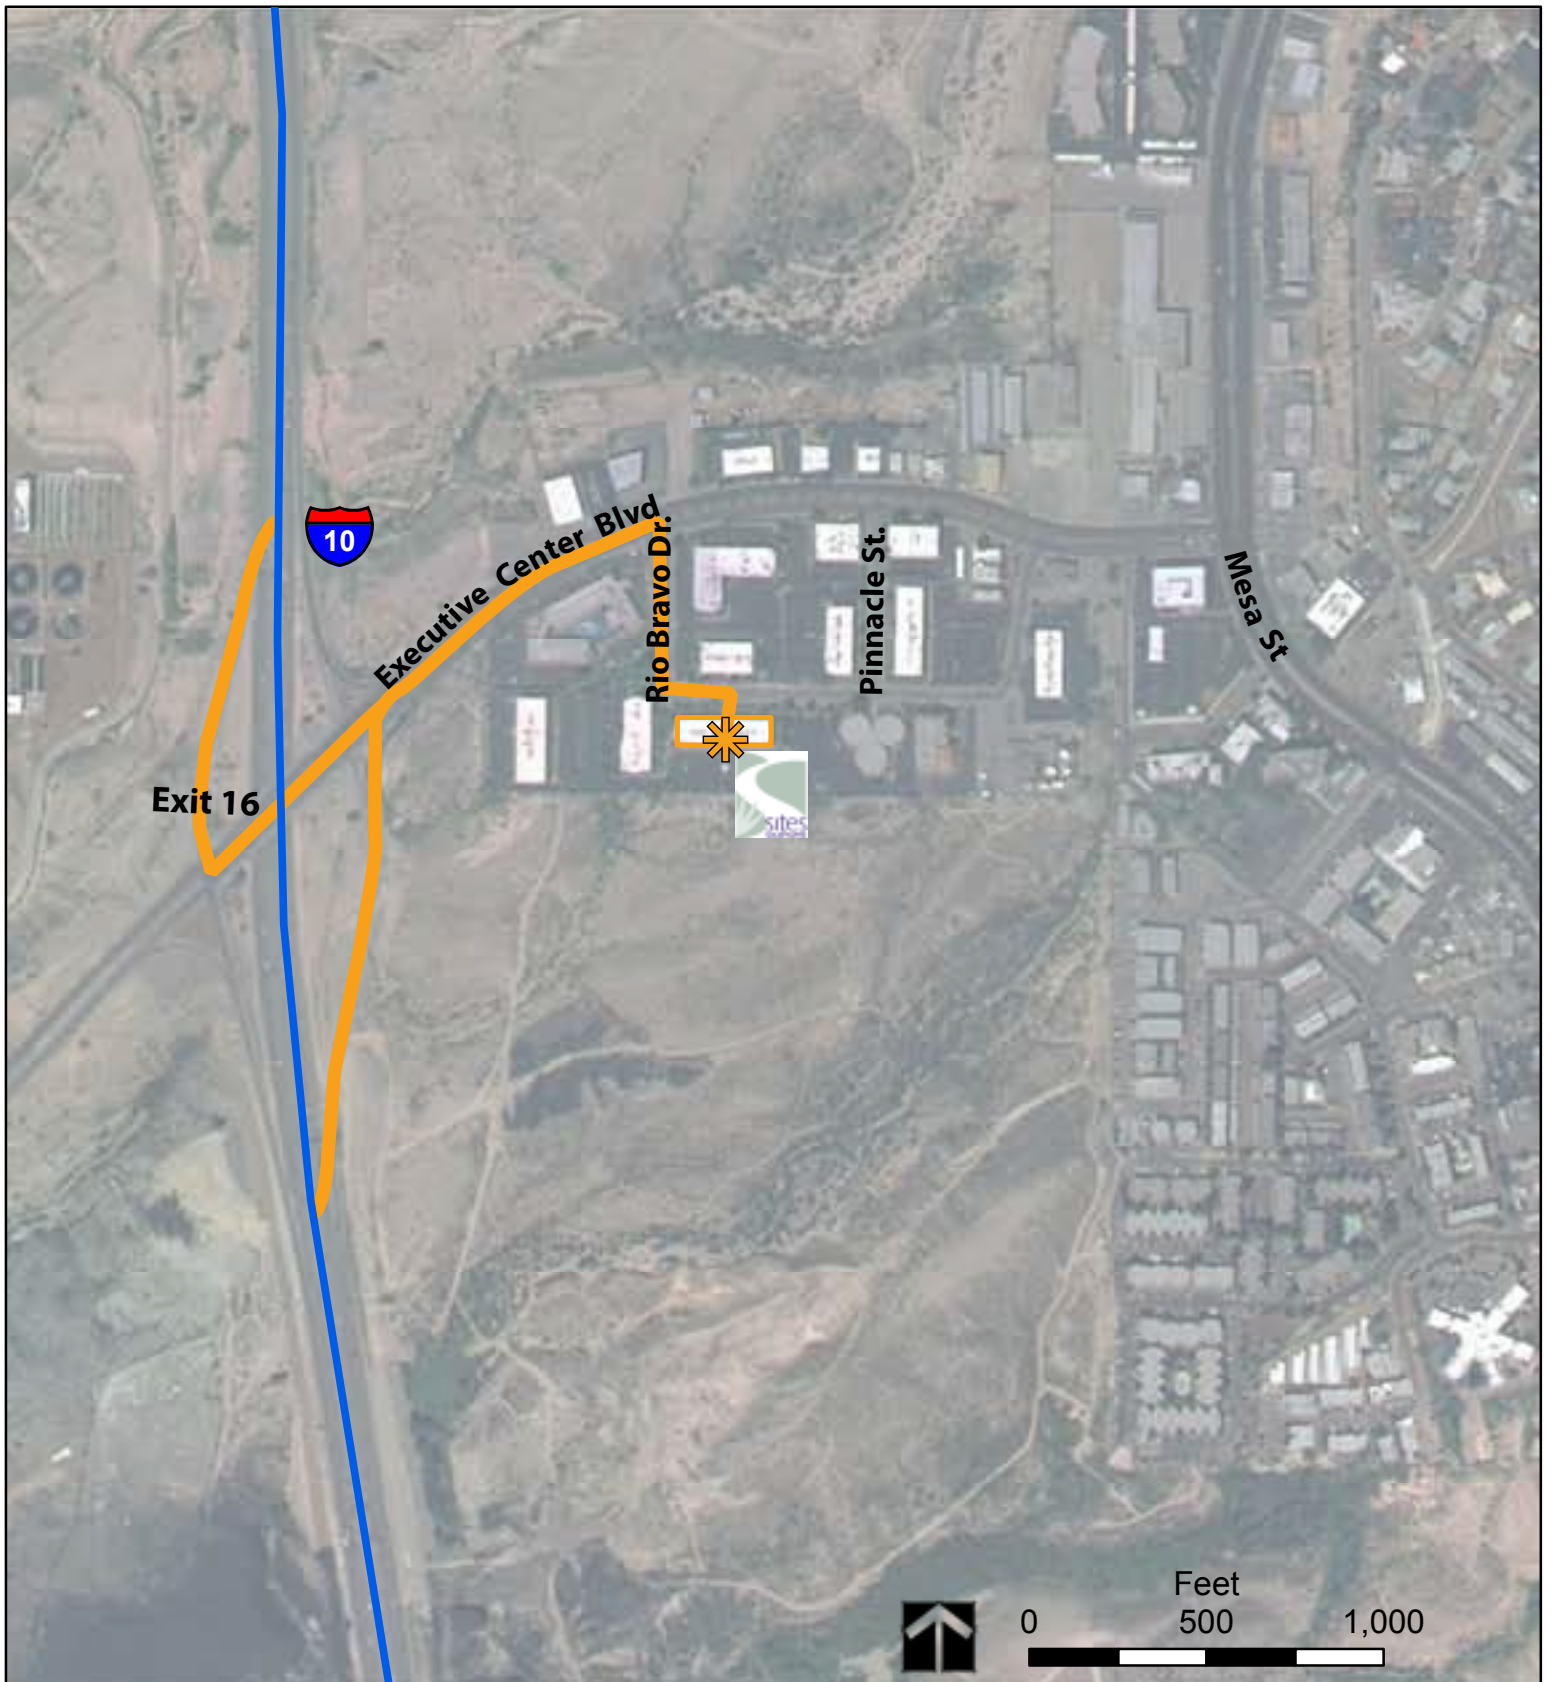 10
Executive Center Blvd
Rio Bravo Dr.
Pinnacle St.
Mesa St
Exit 16
sites
Feet
0 500 1,000